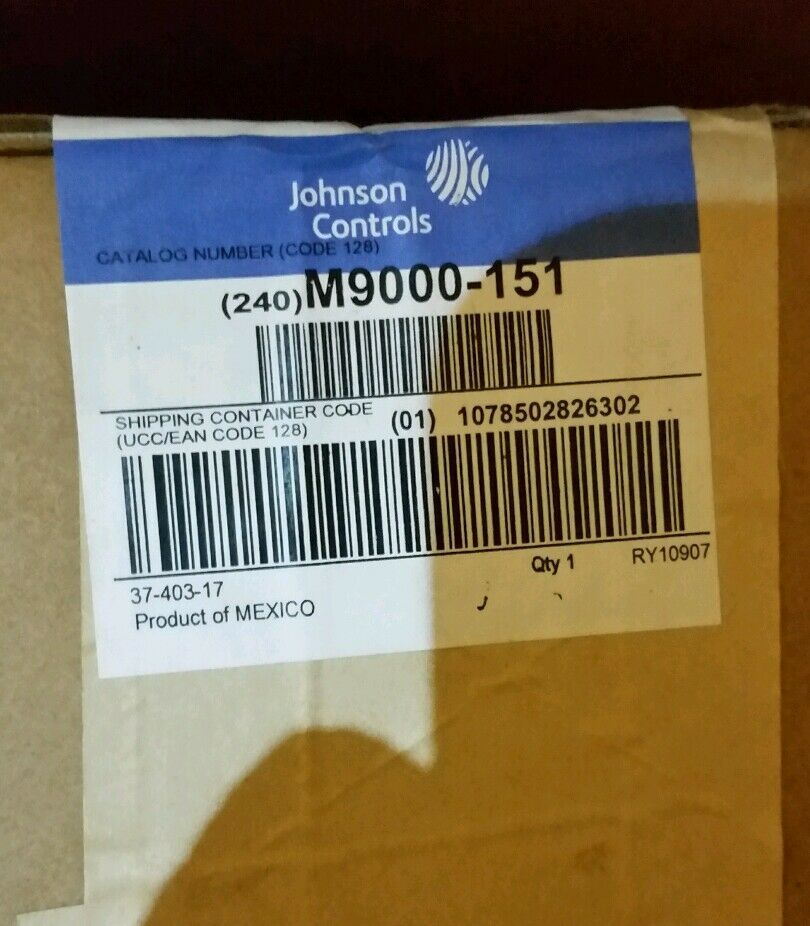 Johnson
Controls
CATALOG NUMBER (CODE 128)
(240) M9000-151
SHIPPING CONTAINER CODE
(UCC/EAN CODE 128)
(01) 1078502826302
Qty 1
RY10907
37-403-17
Product of MEXICO